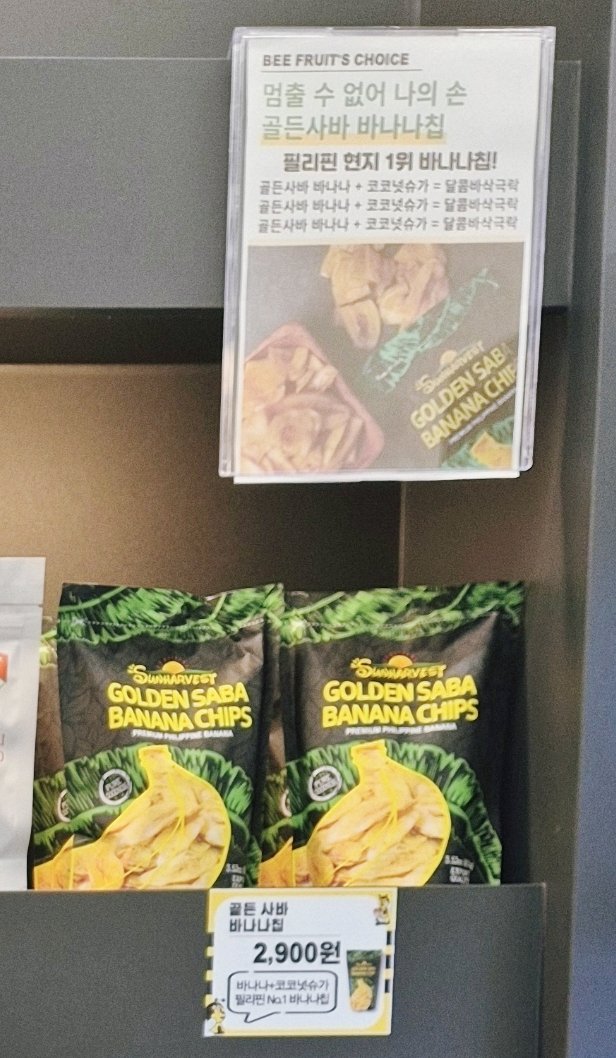 BEE FRUIT'S CHOICE
멈출 수 없어 나의 손
골든사바 바나나칩
필리핀 현지 1위 바나나칩!
골든사바 바나나 + 코코넛슈가 = 달콤바삭극락
골든사바 바나나 + 코코넛슈가 = 달콤바삭극락
골든사바 바나나 + 코코넛슈가 = 달콤바삭극락
SUNHARVEST
GOLDEN SABA
BANANA CHIPS
SUNHARVEST
GOLDEN SABA
BANANA CHIPS
PREMIUM PHILIPPINE BANANA
SUNHARVEST
GOLDEN SABA
BANANA CHIPS
PREMIUM PHILIPPINE BANANA
골든 사바
바나나칩
2,900원
바나나+코코넛슈가
필리핀 No.1 바나나칩